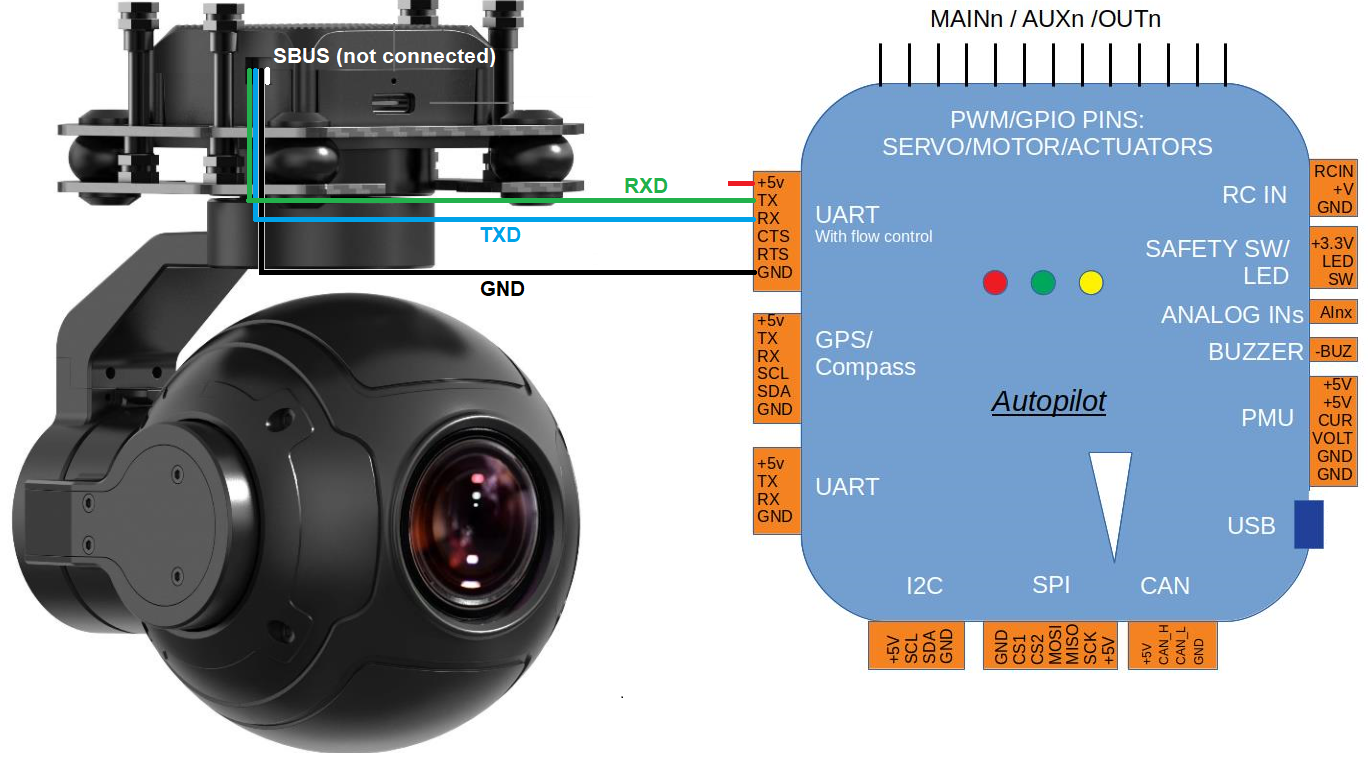 MAINn / AUXn /OUTn
SBUS (not connected)
PWM/GPIO PINS:
SERVO/MOTOR/ACTUATORS
RXD
TXD
GND
+5v
TX
RX
CTS
RTS
GND
UART
With flow control
+5v
TX
RX
SCL
SDA
GND
GPS/
Compass
+5v
TX
RX
GND
UART
Autopilot
RC IN
RCIN
+V
GND
SAFETY SW/
LED
+3.3V
LED
SW
ANALOG INs
AInx
BUZZER
-BUZ
PMU
+5V
+5V
CUR
VOLT
GND
GND
USB
I2C
SPI
CAN
+5V
SCL
SDA
GND
GND
CS1
CS2
MOSI
MISO
SCK
+5V
+5V
CAN_H
CAN_L
GND
.